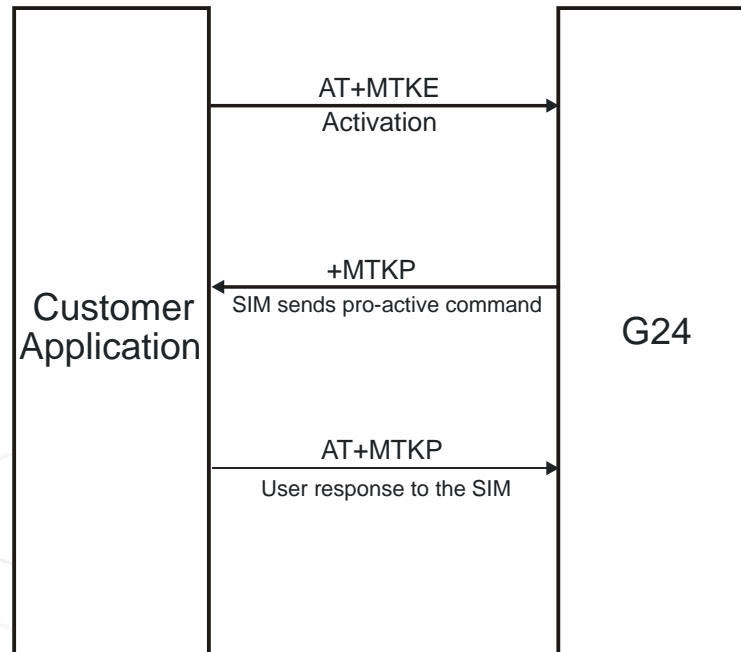 AT+MTKE
Activation
+MTKP
SIM sends pro-active command
Customer
Application
G24
AT+MTKP
User response to the SIM